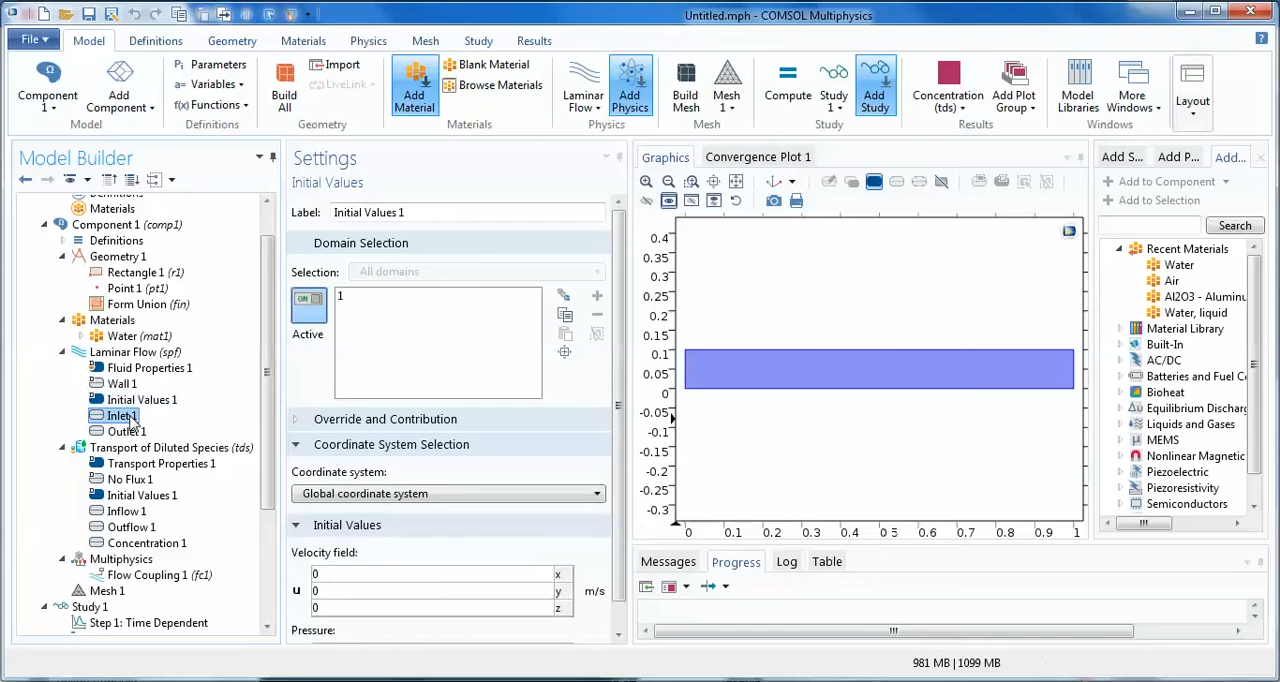 Untitled.mph - COMSOL Multiphysics
File Model Definitions Geometry Materials Physics Mesh Study Results
Component 1
Add Component
Model
Pi Parameters
a= Variables
f(x) Functions
Definitions
Build All
Import
LiveLink
Geometry
Add Material
Blank Material
Browse Materials
Materials
Laminar Flow
Add Physics
Physics
Build Mesh
Mesh 1
Mesh
Compute
Study 1
Add Study
Study
Concentration (tds)
Add Plot Group
Results
Model Libraries
More Windows
Windows
Layout
Model Builder
Definitions
Materials
Component 1 (comp1)
Definitions
Geometry 1
Rectangle 1 (r1)
Point 1 (pt1)
Form Union (fin)
Materials
Water (mat1)
Laminar Flow (spf)
Fluid Properties 1
Wall 1
Initial Values 1
Inlet 1
Outlet 1
Transport of Diluted Species (tds)
Transport Properties 1
No Flux 1
Initial Values 1
Inflow 1
Outflow 1
Concentration 1
Multiphysics
Flow Coupling 1 (fc1)
Mesh 1
Study 1
Step 1: Time Dependent
Settings
Initial Values
Label: Initial Values 1
Domain Selection
Selection: All domains
ON
Active
1
Override and Contribution
Coordinate System Selection
Coordinate system:
Global coordinate system
Initial Values
Velocity field:
0 x
u 0 y m/s
0 z
Pressure:
Graphics Convergence Plot 1
0.4
0.35
0.3
0.25
0.2
0.15
0.1
0.05
0
-0.05
-0.1
-0.15
-0.2
-0.25
-0.3
0 0.1 0.2 0.3 0.4 0 5 0.6 0.7 0.8 0.9 1
Messages Progress Log Table
Add S... Add P... Add...
Add to Component
Add to Selection
Search
Recent Materials
Water
Air
Al2O3 - Aluminu
Water, liquid
Material Library
Built-In
AC/DC
Batteries and Fuel C
Bioheat
Equilibrium Discharg
Liquids and Gases
MEMS
Nonlinear Magnetic
Piezoelectric
Piezoresistivity
Semiconductors
981 MB | 1099 MB